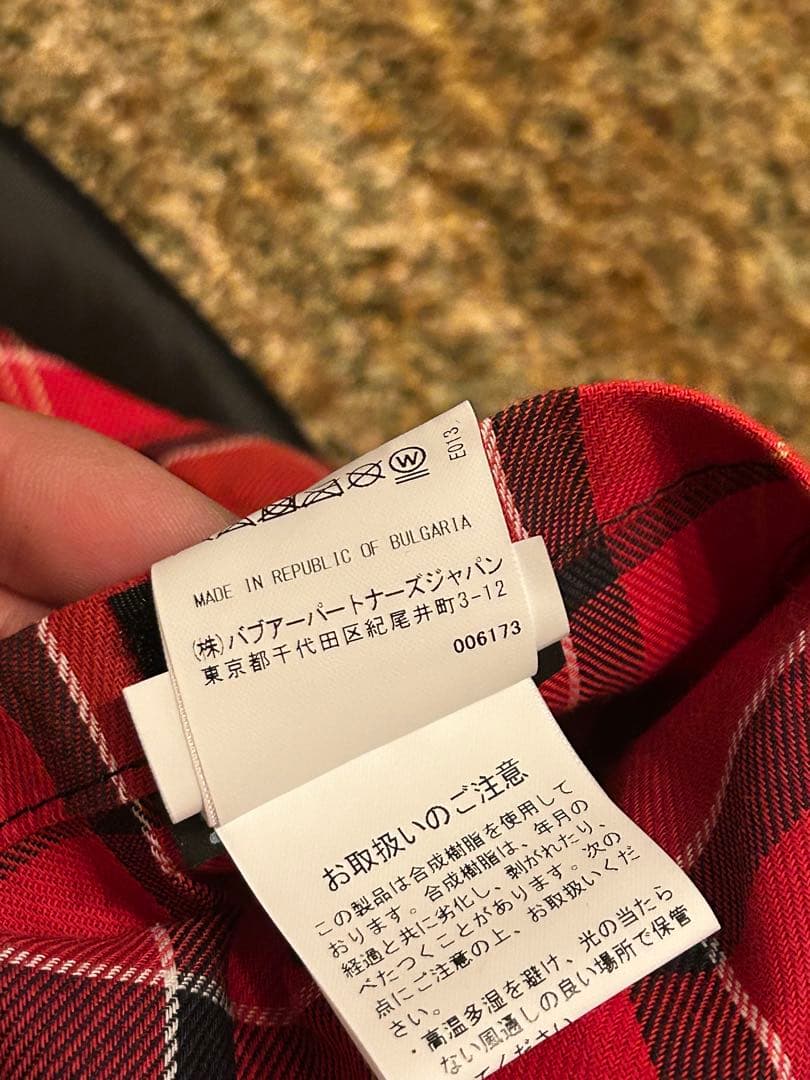 E013
MADE IN REPUBLIC OF BULGARIA
(株)バブアーパートナーズジャパン
東京都千代田区紀尾井町3-12
006173
お取扱いのご注意
この製品は合成樹脂を使用して
おります。合成樹脂は、年月の
経過と共に劣化し、剥がれたり、
べたつくことがあります。次の
点にご注意の上、お取扱いくだ
さい。
・高温多湿を避け、光の当たら
ない風通しの良い場所で保管
てください